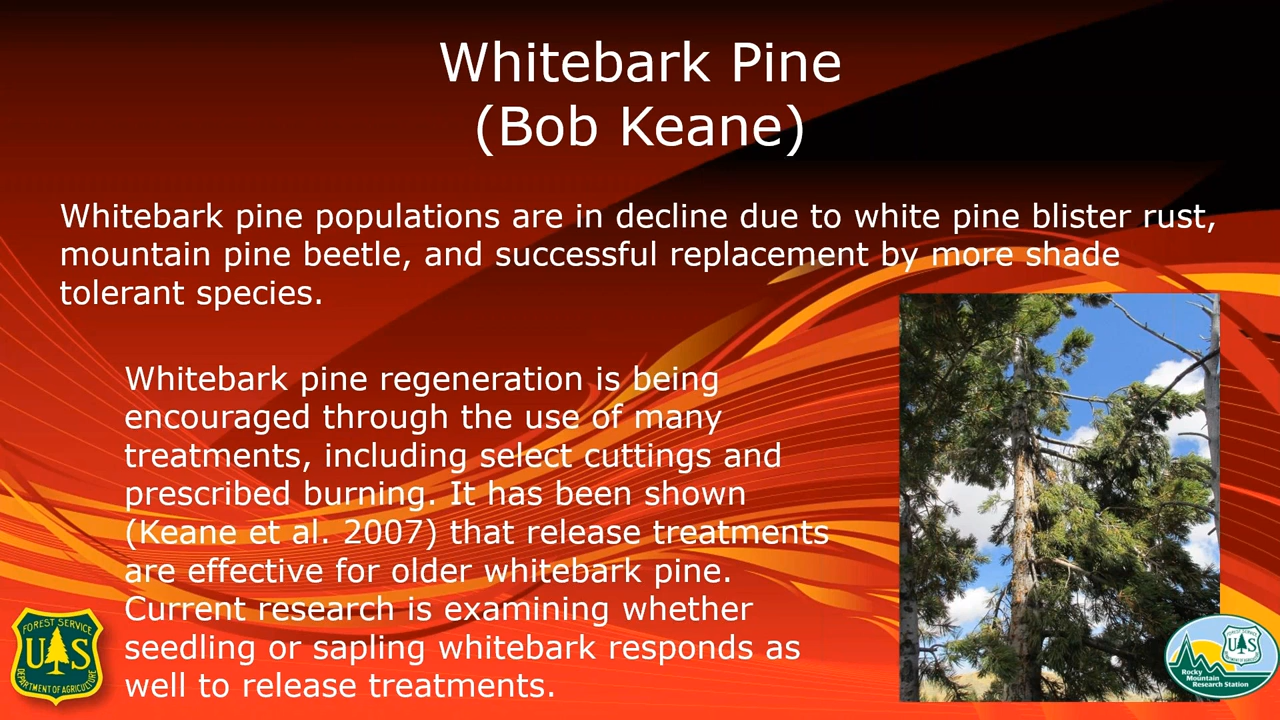 Whitebark Pine
(Bob Keane)
Whitebark pine populations are in decline due to white pine blister rust,
mountain pine beetle, and successful replacement by more shade
tolerant species.
Whitebark pine regeneration is being
encouraged through the use of many
treatments, including select cuttings and
prescribed burning. It has been shown
(Keane et al. 2007) that release treatments
are effective for older whitebark pine.
Current research is examining whether
seedling or sapling whitebark responds as
well to release treatments.
FOREST SERVICE
U S
DEPARTMENT OF AGRICULTURE
U S
Rocky
Mountain
Research Station